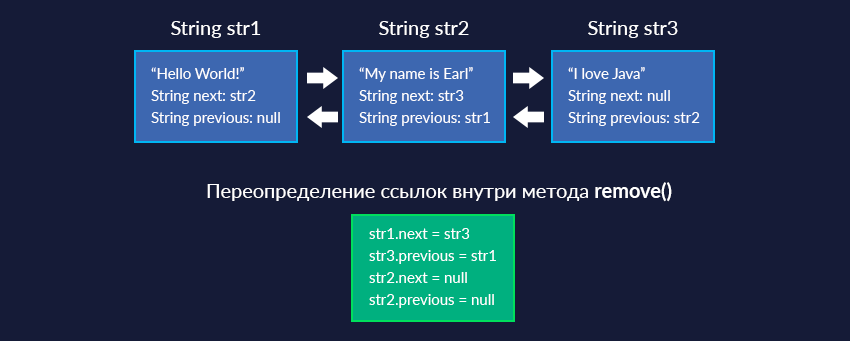 String str1 String str2 String str3
“Hello World!” “My name is Earl” “I love Java”
String next: str2 String next: str3 String next: null
String previous: null String previous: str1 String previous: str2
Переопределение ссылок внутри метода remove()
str1.next = str3
str3.previous = str1
str2.next = null
str2.previous = null